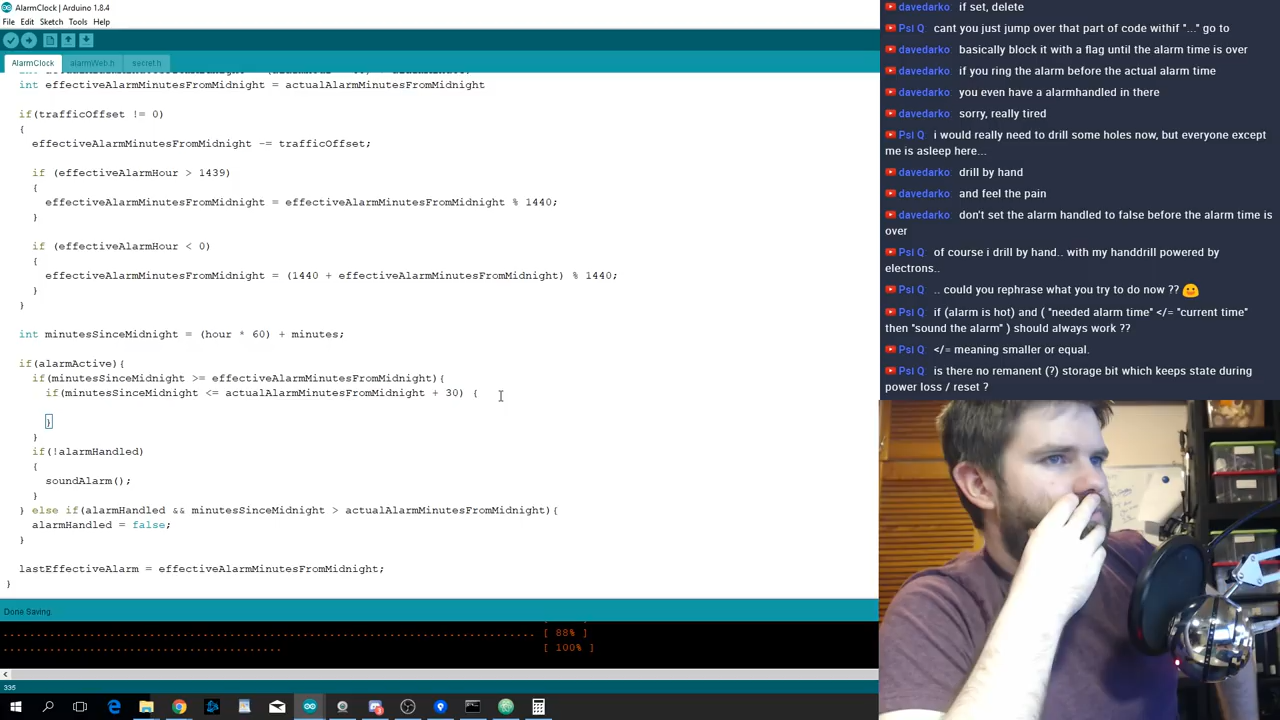 AlarmClock | Arduino 1.8.4
File Edit Sketch Tools Help
AlarmClock alarmWeb.h secret.h
int effectiveAlarmMinutesFromMidnight = actualAlarmMinutesFromMidnight
if(trafficOffset != 0)
{
effectiveAlarmMinutesFromMidnight -= trafficOffset;
if (effectiveAlarmHour > 1439)
{
effectiveAlarmMinutesFromMidnight = effectiveAlarmMinutesFromMidnight % 1440;
}
if (effectiveAlarmHour < 0)
{
effectiveAlarmMinutesFromMidnight = (1440 + effectiveAlarmMinutesFromMidnight) % 1440;
}
}
int minutesSinceMidnight = (hour * 60) + minutes;
if(alarmActive){
if(minutesSinceMidnight >= effectiveAlarmMinutesFromMidnight){
if(minutesSinceMidnight <= actualAlarmMinutesFromMidnight + 30) {
}
}
if(!alarmHandled)
{
soundAlarm();
}
} else if(alarmHandled && minutesSinceMidnight > actualAlarmMinutesFromMidnight){
alarmHandled = false;
}
lastEffectiveAlarm = effectiveAlarmMinutesFromMidnight;
}
Done Saving.
[ 88% ]
[ 100% ]
335
davedarko if set, delete
Psi Q: cant you just jump over that part of code withif "..." go to
davedarko basically block it with a flag until the alarm time is over
davedarko if you ring the alarm before the actual alarm time
davedarko you even have a alarmhandled in there
davedarko sorry, really tired
Psi Q: i would really need to drill some holes now, but everyone except
me is asleep here...
davedarko drill by hand
davedarko and feel the pain
davedarko don't set the alarm handled to false before the alarm time is
over
Psi Q: of course i drill by hand.. with my handdrill powered by
electrons..
Psi Q: .. could you rephrase what you try to do now ??
Psi Q: if (alarm is hot) and ( "needed alarm time" </= "current time"
then "sound the alarm" ) should always work ??
Psi Q: </= meaning smaller or equal.
Psi Q: is there no remanent (?) storage bit which keeps state during
power loss / reset ?